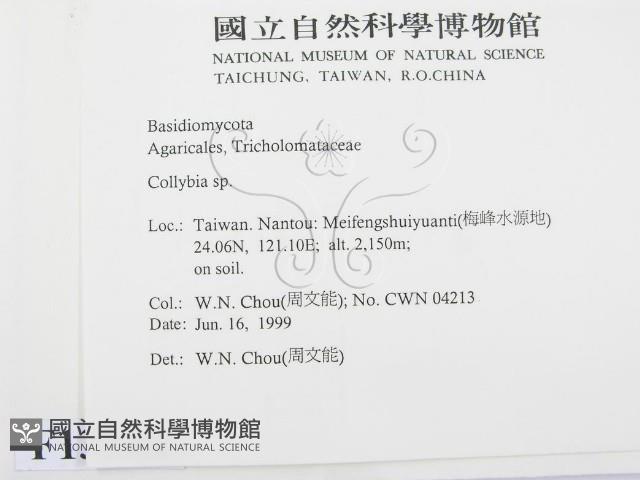 國立自然科學博物館
NATIONAL MUSEUM OF NATURAL SCIENCE
TAICHUNG, TAIWAN, R.O.CHINA
Basidiomycota
Agaricales, Tricholomataceae
Collybia sp.
Loc.: Taiwan. Nantou: Meifengshuiyuanti(梅峰水源地)
24.06N, 121.10E; alt. 2,150m;
on soil.
Col.: W.N. Chou(周文能); No. CWN 04213
Date: Jun. 16, 1999
Det.: W.N. Chou(周文能)
國立自然科學博物館
NATIONAL MUSEUM OF NATURAL SCIENCE